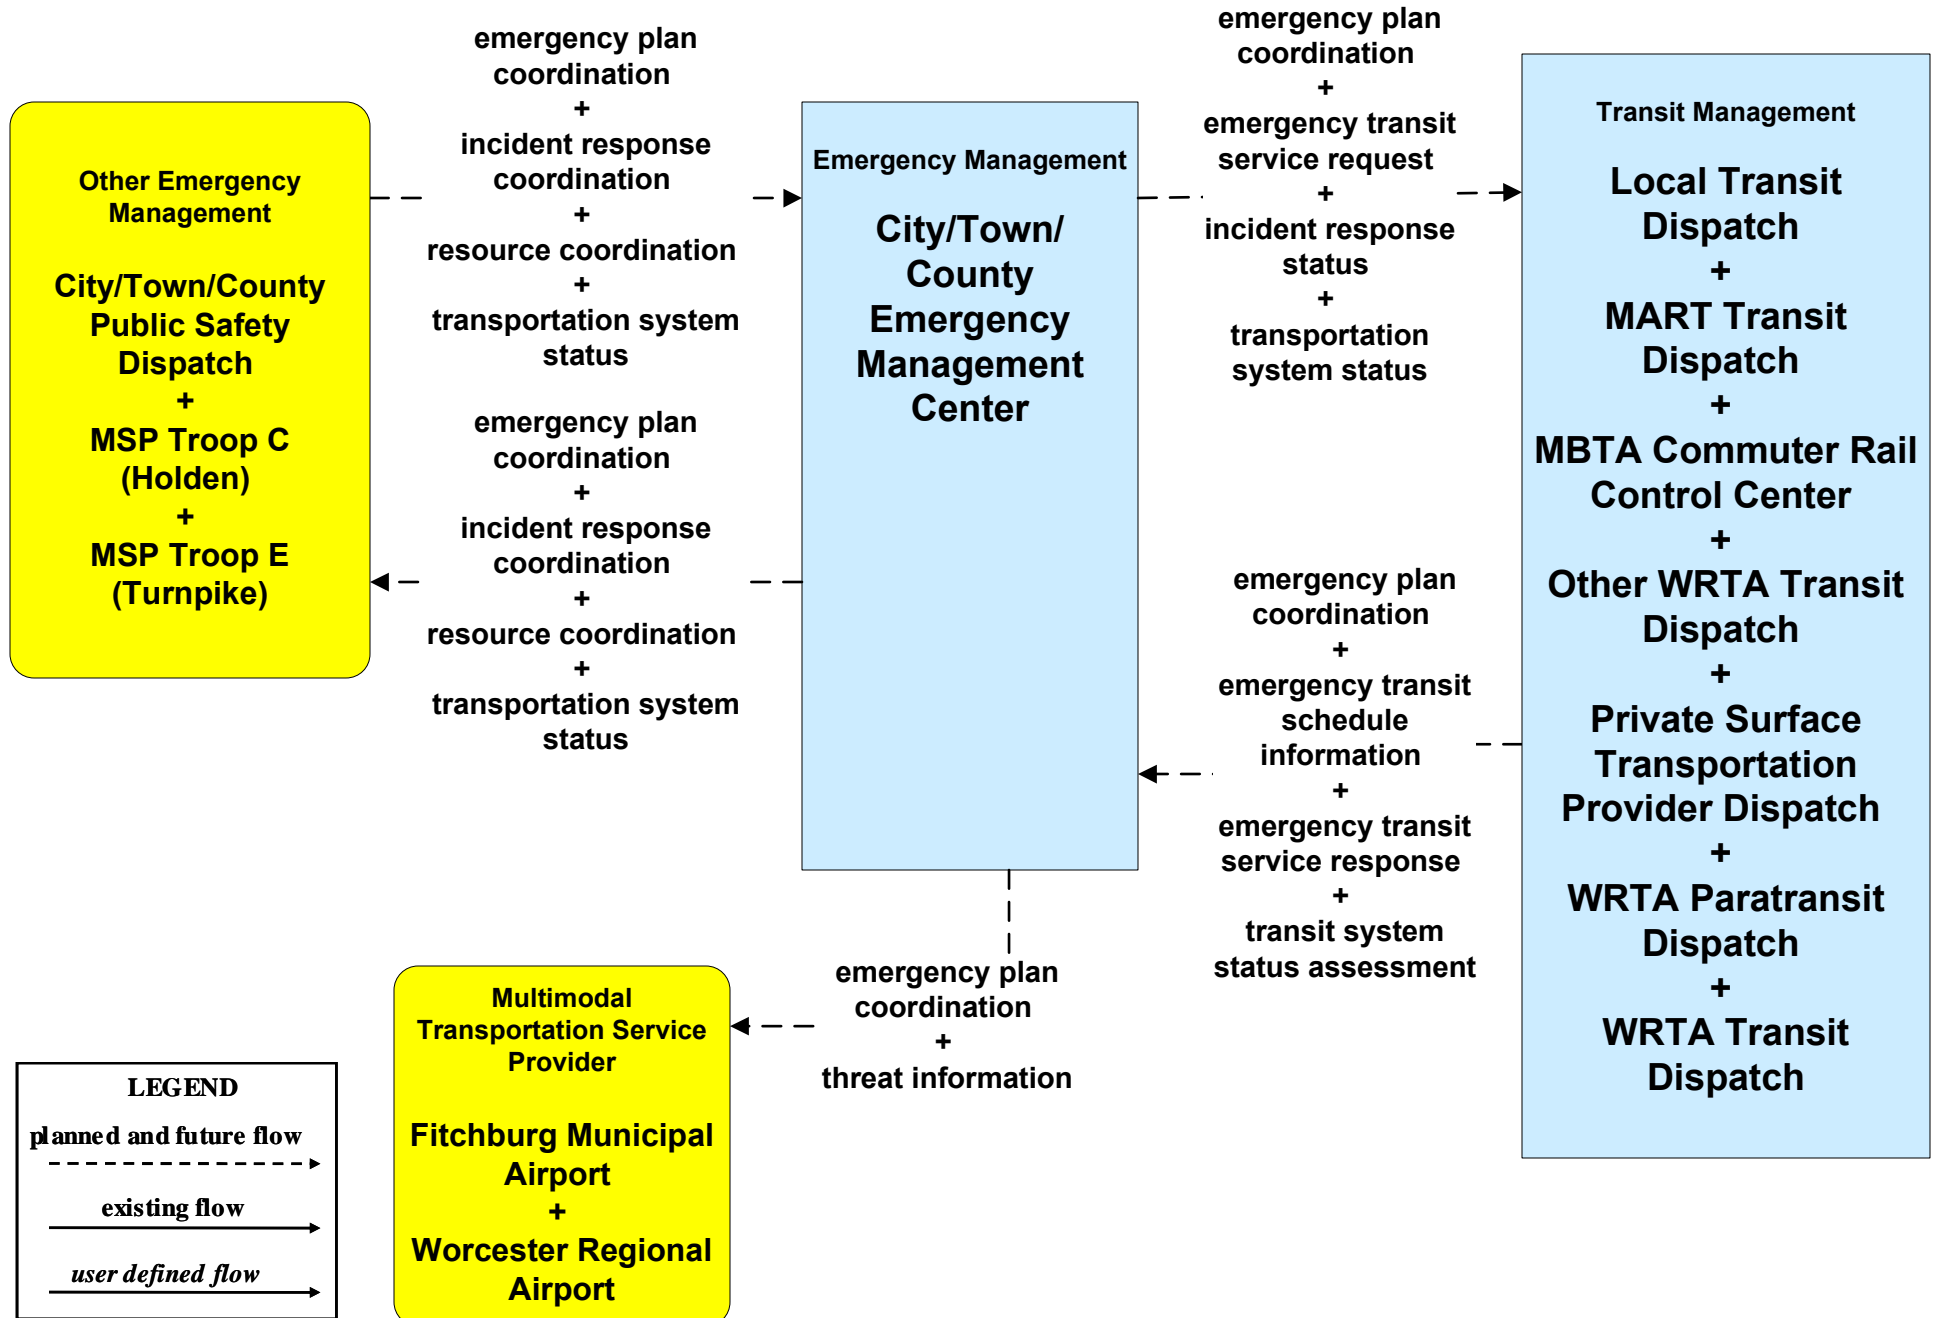 Other Emergency
Management
City/Town/County
Public Safety
Dispatch
+
MSP Troop C
(Holden)
+
MSP Troop E
(Turnpike)
emergency plan
coordination
+
incident response
coordination
+
resource coordination
+
transportation system
status
emergency plan
coordination
+
incident response
coordination
+
resource coordination
+
transportation system
status
Emergency Management
City/Town/
County
Emergency
Management
Center
emergency plan
coordination
+
emergency transit
service request
+
incident response
status
+
transportation
system status
emergency plan
coordination
+
emergency transit
schedule
information
+
emergency transit
service response
+
transit system
status assessment
Transit Management
Local Transit
Dispatch
+
MART Transit
Dispatch
+
MBTA Commuter Rail
Control Center
+
Other WRTA Transit
Dispatch
+
Private Surface
Transportation
Provider Dispatch
+
WRTA Paratransit
Dispatch
+
WRTA Transit
Dispatch
emergency plan
coordination
+
threat information
Multimodal
Transportation Service
Provider
Fitchburg Municipal
Airport
+
Worcester Regional
Airport
LEGEND
planned and future flow
existing flow
user defined flow